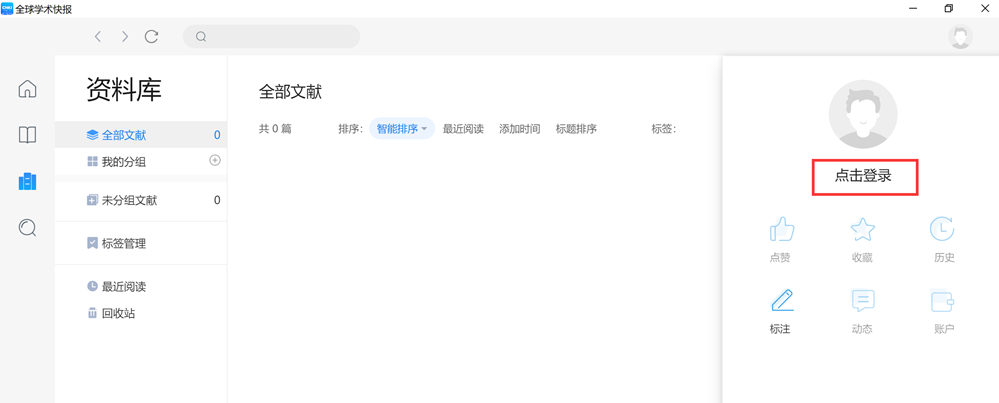 CNKI 全球学术快报
资料库
全部文献 0
我的分组
未分组文献 0
标签管理
最近阅读
回收站
全部文献
共 0 篇 排序: 智能排序 最近阅读 添加时间 标题排序 标签:
点击登录
点赞 收藏 历史
标注 动态 账户